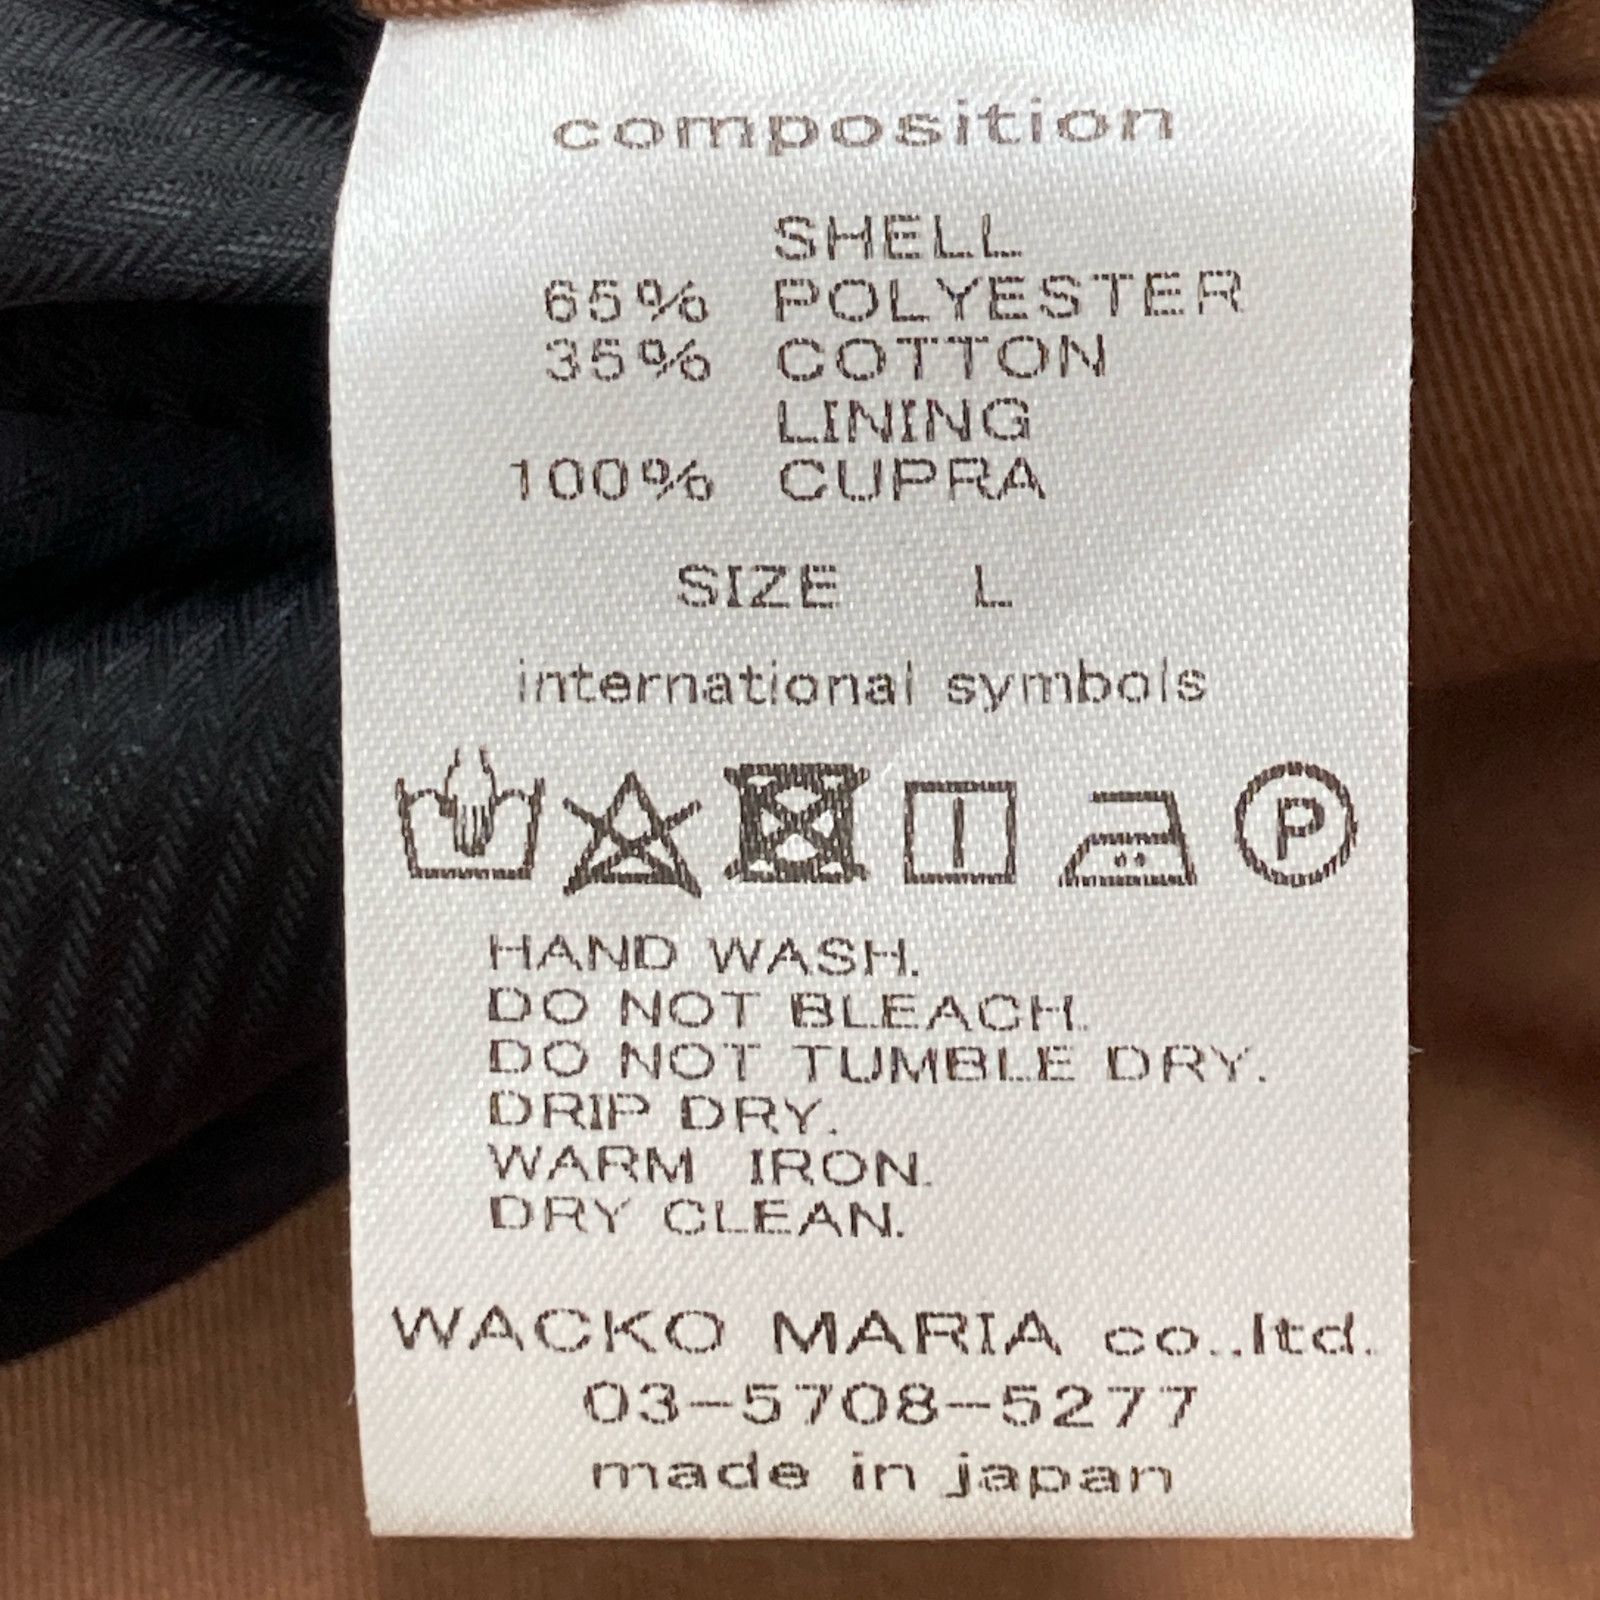 composition
SHELL
65% POLYESTER
35% COTTON
LINING
100% CUPRA
SIZE L
international symbols
P
HAND WASH.
DO NOT BLEACH.
DO NOT TUMBLE DRY.
DRIP DRY.
WARM IRON.
DRY CLEAN.
WACKO MARIA co.,ltd.
03-5708-5277
made in japan